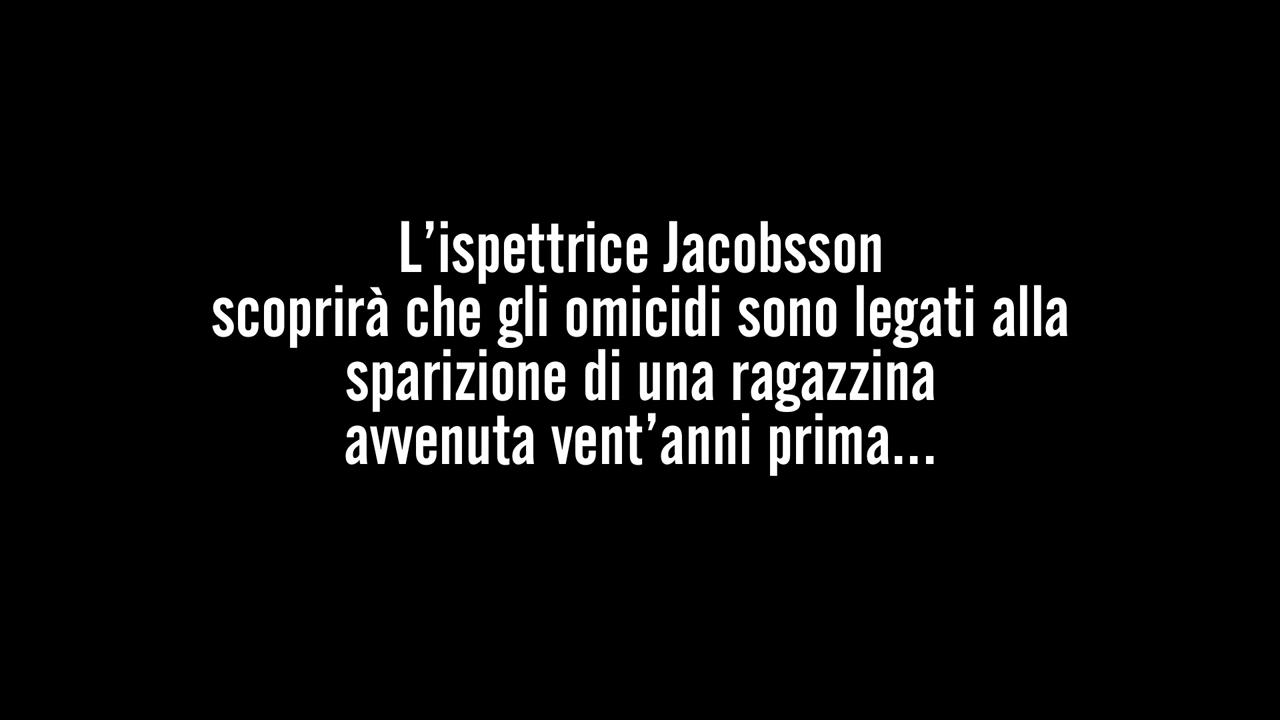 L’ispettrice Jacobsson
scoprirà che gli omicidi sono legati alla
sparizione di una ragazzina
avvenuta vent’anni prima...